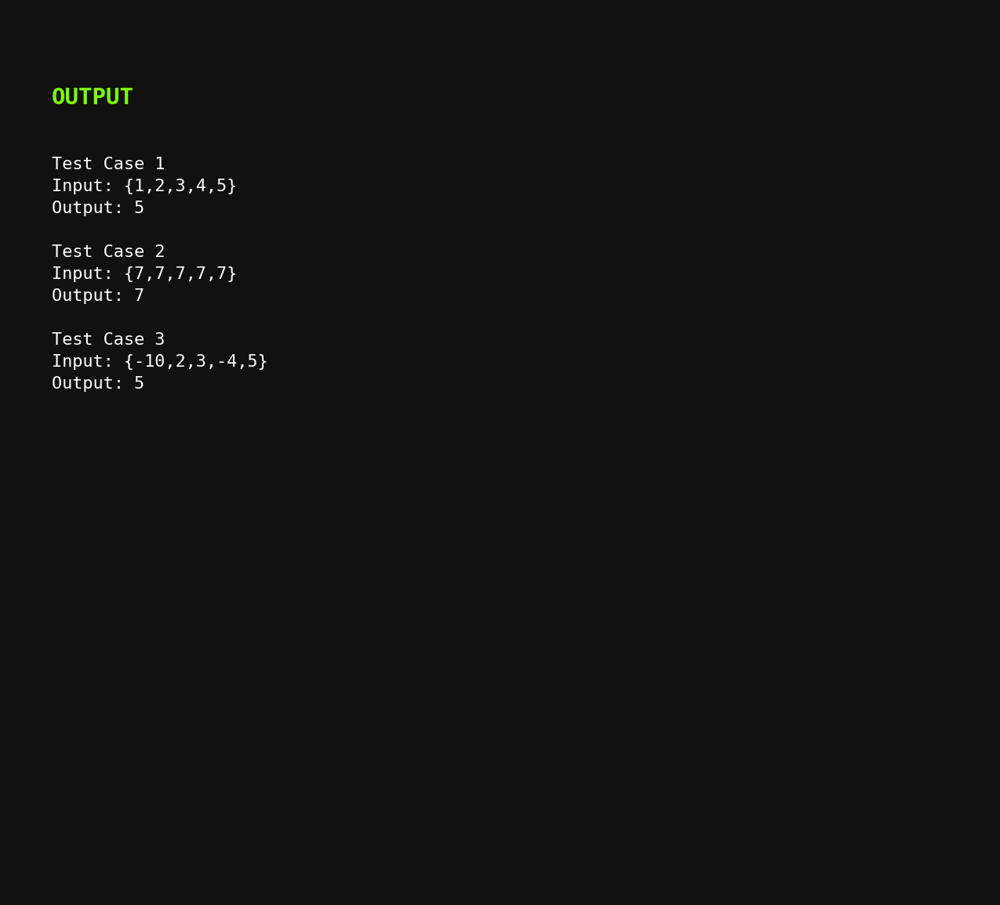 OUTPUT
Test Case 1
Input: {1,2,3,4,5}
Output: 5
Test Case 2
Input: {7,7,7,7,7}
Output: 7
Test Case 3
Input: {-10,2,3,-4,5}
Output: 5